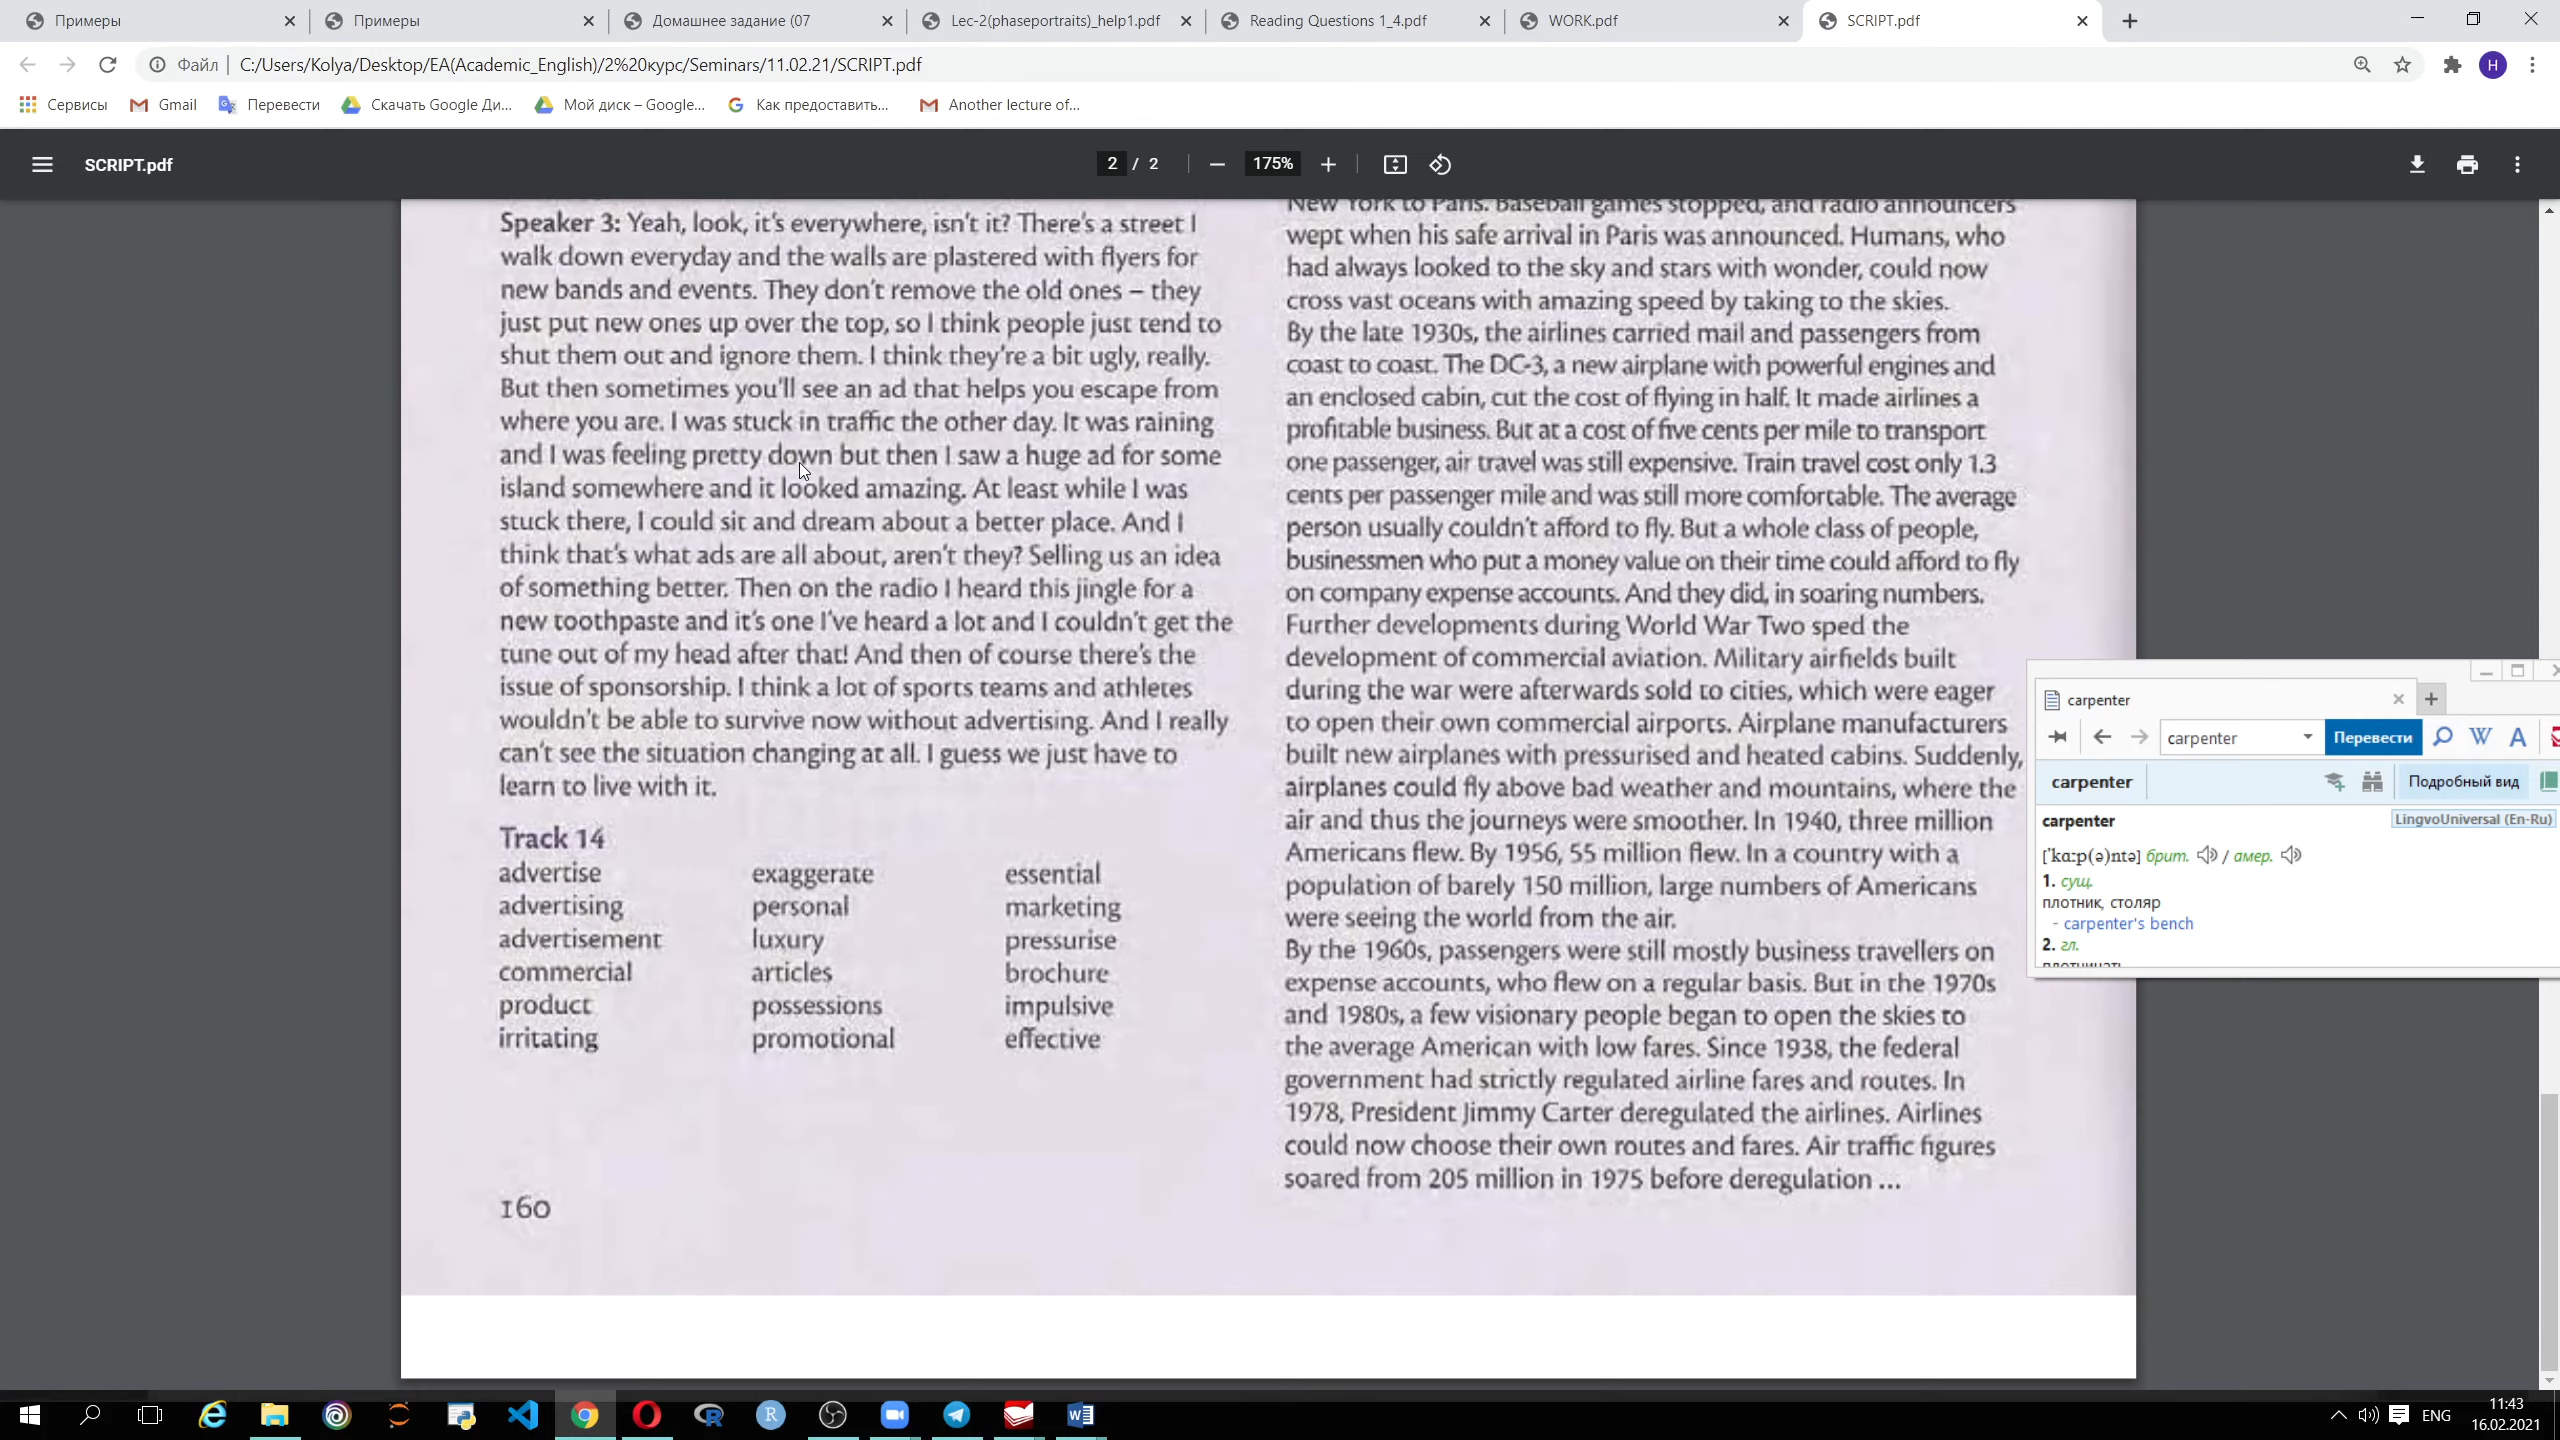 Примеры
Примеры
Домашнее задание (07
Lec-2(phaseportraits)_help1.pdf
Reading Questions 1_4.pdf
WORK.pdf
SCRIPT.pdf
Файл
C:/Users/Kolya/Desktop/EA(Academic_English)/2%20курс/Seminars/11.02.21/SCRIPT.pdf
H
Сервисы
Gmail
Перевести
Скачать Google Ди...
Мой диск – Google...
Как предоставить...
Another lecture of...
SCRIPT.pdf
2 / 2
175%
Speaker 3: Yeah, look, it's everywhere, isn't it? There's a street I
walk down everyday and the walls are plastered with flyers for
new bands and events. They don't remove the old ones – they
just put new ones up over the top, so I think people just tend to
shut them out and ignore them. I think they're a bit ugly, really.
But then sometimes you'll see an ad that helps you escape from
where you are. I was stuck in traffic the other day. It was raining
and I was feeling pretty down but then I saw a huge ad for some
island somewhere and it looked amazing. At least while I was
stuck there, I could sit and dream about a better place. And I
think that's what ads are all about, aren't they? Selling us an idea
of something better. Then on the radio I heard this jingle for a
new toothpaste and it's one I've heard a lot and I couldn't get the
tune out of my head after that! And then of course there's the
issue of sponsorship. I think a lot of sports teams and athletes
wouldn't be able to survive now without advertising. And I really
can't see the situation changing at all. I guess we just have to
learn to live with it.
Track 14
advertise exaggerate essential
advertising personal marketing
advertisement luxury pressurise
commercial articles brochure
product possessions impulsive
irritating promotional effective
160
New York to Paris. Baseball games stopped, and radio announcers
wept when his safe arrival in Paris was announced. Humans, who
had always looked to the sky and stars with wonder, could now
cross vast oceans with amazing speed by taking to the skies.
By the late 1930s, the airlines carried mail and passengers from
coast to coast. The DC-3, a new airplane with powerful engines and
an enclosed cabin, cut the cost of flying in half. It made airlines a
profitable business. But at a cost of five cents per mile to transport
one passenger, air travel was still expensive. Train travel cost only 1.3
cents per passenger mile and was still more comfortable. The average
person usually couldn't afford to fly. But a whole class of people,
businessmen who put a money value on their time could afford to fly
on company expense accounts. And they did, in soaring numbers.
Further developments during World War Two sped the
development of commercial aviation. Military airfields built
during the war were afterwards sold to cities, which were eager
to open their own commercial airports. Airplane manufacturers
built new airplanes with pressurised and heated cabins. Suddenly,
airplanes could fly above bad weather and mountains, where the
air and thus the journeys were smoother. In 1940, three million
Americans flew. By 1956, 55 million flew. In a country with a
population of barely 150 million, large numbers of Americans
were seeing the world from the air.
By the 1960s, passengers were still mostly business travellers on
expense accounts, who flew on a regular basis. But in the 1970s
and 1980s, a few visionary people began to open the skies to
the average American with low fares. Since 1938, the federal
government had strictly regulated airline fares and routes. In
1978, President Jimmy Carter deregulated the airlines. Airlines
could now choose their own routes and fares. Air traffic figures
soared from 205 million in 1975 before deregulation ...
carpenter
carpenter
Перевести
carpenter
Подробный вид
carpenter
LingvoUniversal (En-Ru)
['kɑːp(ə)ntə] брит. / амер.
1. сущ.
плотник, столяр
- carpenter's bench
2. гл.
плотничать
ENG
11:43
16.02.2021